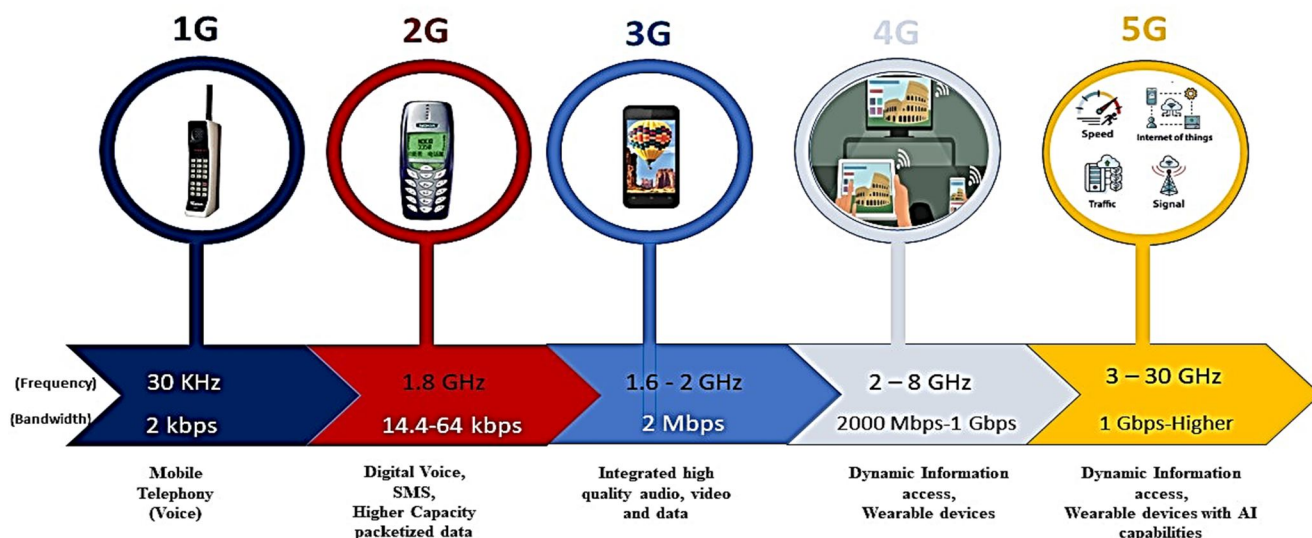 1G
2G
3G
4G
5G
NOKIA
Speed
Internet of things
Traffic
Signal
(Frequency)
30 KHz
1.8 GHz
1.6 - 2 GHz
2 – 8 GHz
3 – 30 GHz
(Bandwidth)
2 kbps
14.4-64 kbps
2 Mbps
2000 Mbps-1 Gbps
1 Gbps-Higher
Mobile
Telephony
(Voice)
Digital Voice,
SMS,
Higher Capacity
packetized data
Integrated high
quality audio, video
and data
Dynamic Information
access,
Wearable devices
Dynamic Information
access,
Wearable devices with AI
capabilities